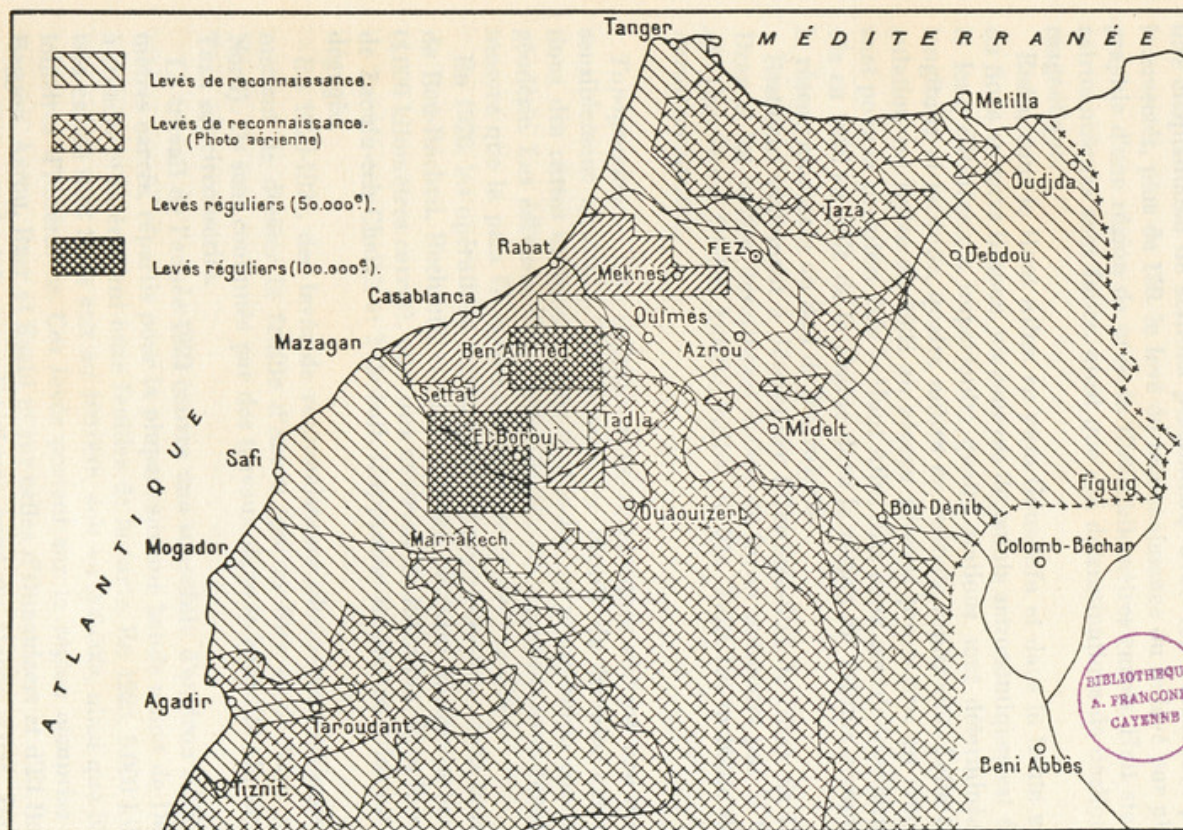 Tanger
MÉDITERRANÉE
Levés de reconnaissance.
Melilla
Levés de reconnaissance.
(Photo aérienne)
Oudjda
Levés réguliers (50.000e).
Taza
Rabat
FEZ
Debdou
Meknès
Levés réguliers (100.000e).
Casablanca
Oulmès
Mazagan
Ben Ahmed
Azrou
Settat
Tadla
Midelt
El Borouj
Safi
Figuig
Ouaouizert
Bou Denib
Marrakech
Colomb-Béchar
Mogador
ATLANTIQUE
BIBLIOTHEQUE
A. FRANCONIE
CAYENNE
Agadir
Taroudant
Beni Abbès
Tiznit